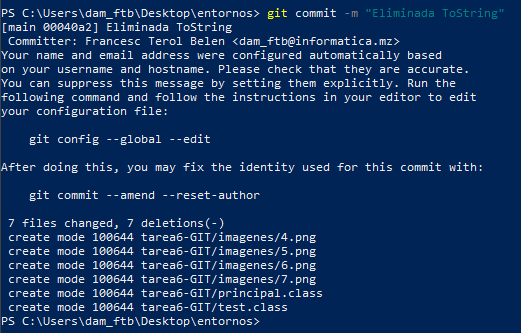 PS C:\Users\dam_ftb\Desktop\entornos> git commit -m "Eliminada ToString"
[main 00040a2] Eliminada ToString
 Committer: Francesc Terol Belen <dam_ftb@informatica.mz>
Your name and email address were configured automatically based
on your username and hostname. Please check that they are accurate.
You can suppress this message by setting them explicitly. Run the
following command and follow the instructions in your editor to edit
your configuration file:

    git config --global --edit

After doing this, you may fix the identity used for this commit with:

    git commit --amend --reset-author

 7 files changed, 7 deletions(-)
 create mode 100644 tarea6-GIT/imagenes/4.png
 create mode 100644 tarea6-GIT/imagenes/5.png
 create mode 100644 tarea6-GIT/imagenes/6.png
 create mode 100644 tarea6-GIT/imagenes/7.png
 create mode 100644 tarea6-GIT/principal.class
 create mode 100644 tarea6-GIT/test.class
PS C:\Users\dam_ftb\Desktop\entornos>